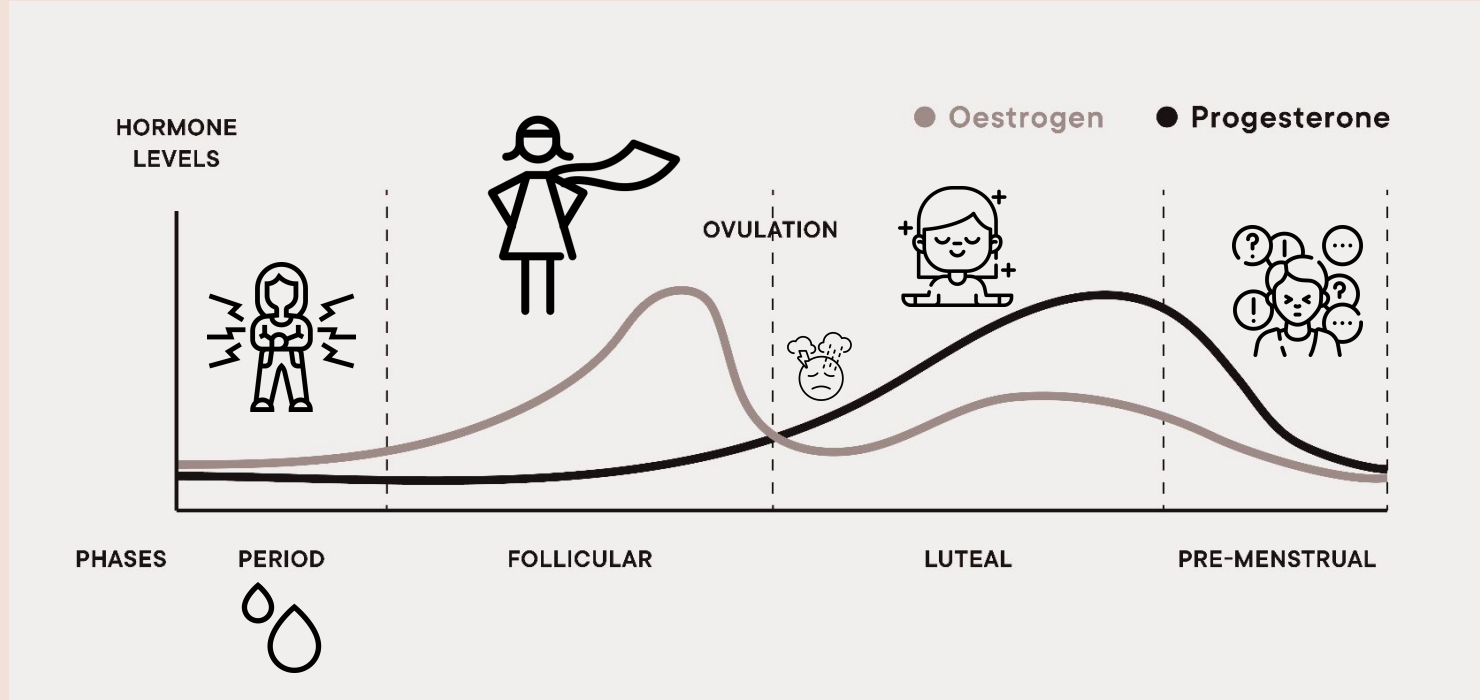 HORMONE
LEVELS
Oestrogen
Progesterone
OVULATION
?
!
...
?
!
...
PHASES
PERIOD
FOLLICULAR
LUTEAL
PRE-MENSTRUAL